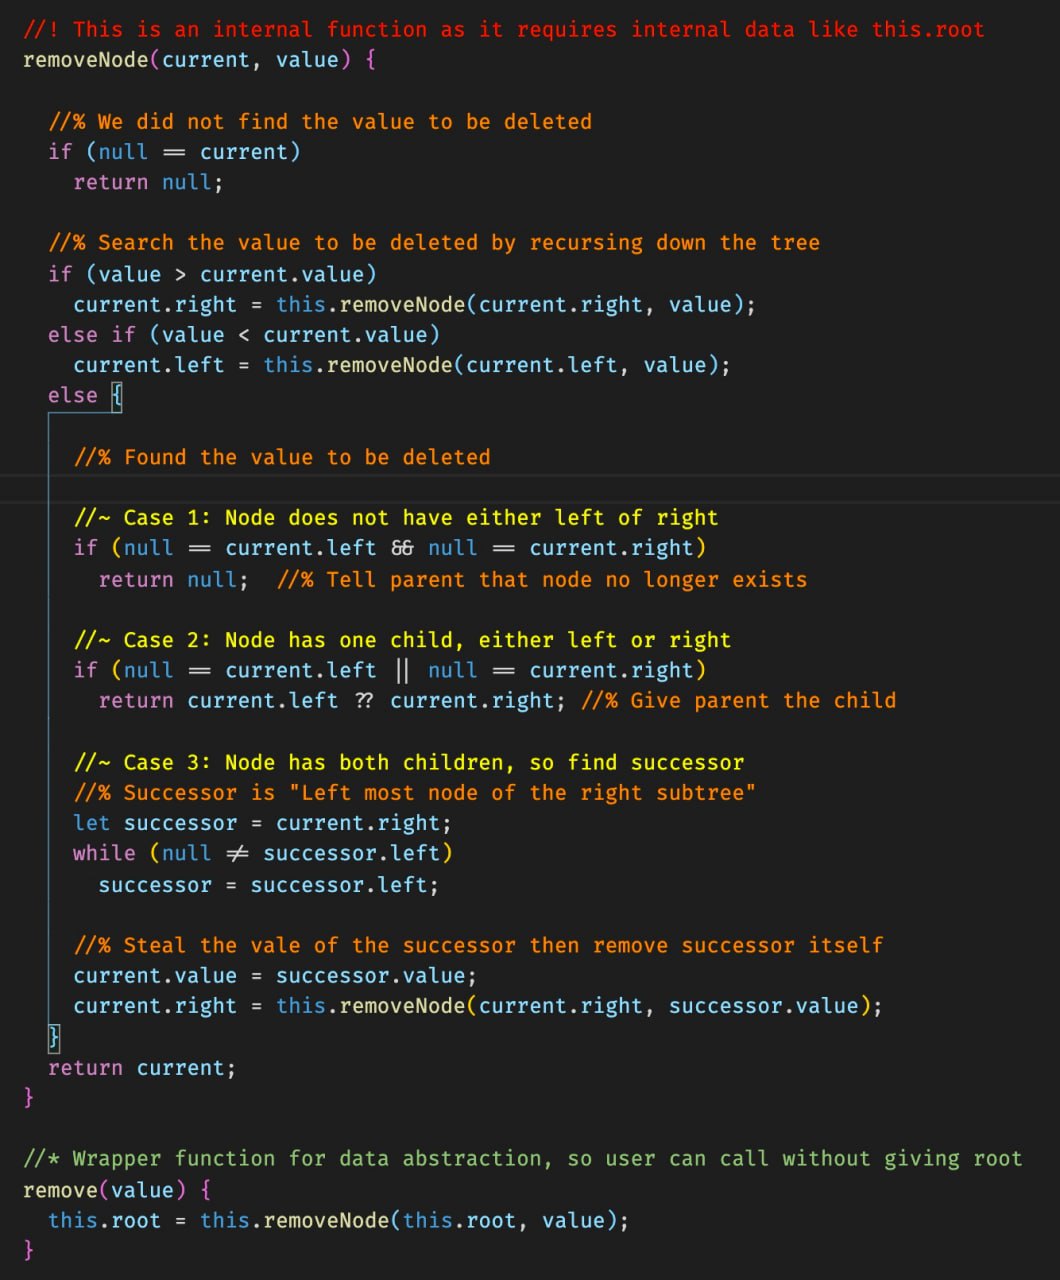 //! This is an internal function as it requires internal data like this.root
removeNode(current, value) {
//% We did not find the value to be deleted
if (null == current)
return null;
//% Search the value to be deleted by recursing down the tree
if (value > current.value)
current.right = this.removeNode(current.right, value);
else if (value < current.value)
current.left = this.removeNode(current.left, value);
else {
//% Found the value to be deleted
//~ Case 1: Node does not have either left of right
if (null == current.left && null == current.right)
return null;  //% Tell parent that node no longer exists
//~ Case 2: Node has one child, either left or right
if (null == current.left || null == current.right)
return current.left ?? current.right; //% Give parent the child
//~ Case 3: Node has both children, so find successor
//% Successor is "Left most node of the right subtree"
let successor = current.right;
while (null != successor.left)
successor = successor.left;
//% Steal the vale of the successor then remove successor itself
current.value = successor.value;
current.right = this.removeNode(current.right, successor.value);
}
return current;
}
//* Wrapper function for data abstraction, so user can call without giving root
remove(value) {
this.root = this.removeNode(this.root, value);
}